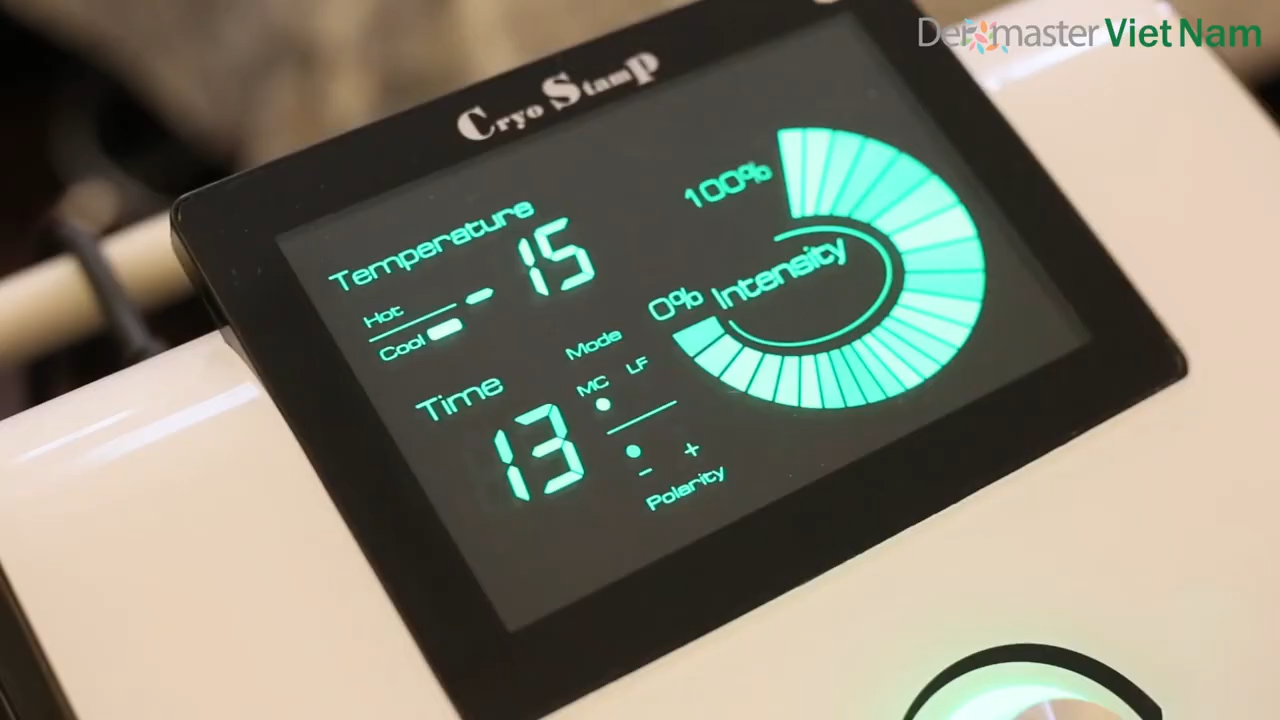 Dermaster Viet Nam
Cryo Stamp
Temperature
-15
Hot
Cool
Time
13
Mode
MC LF
- +
Polarity
100%
0% Intensity